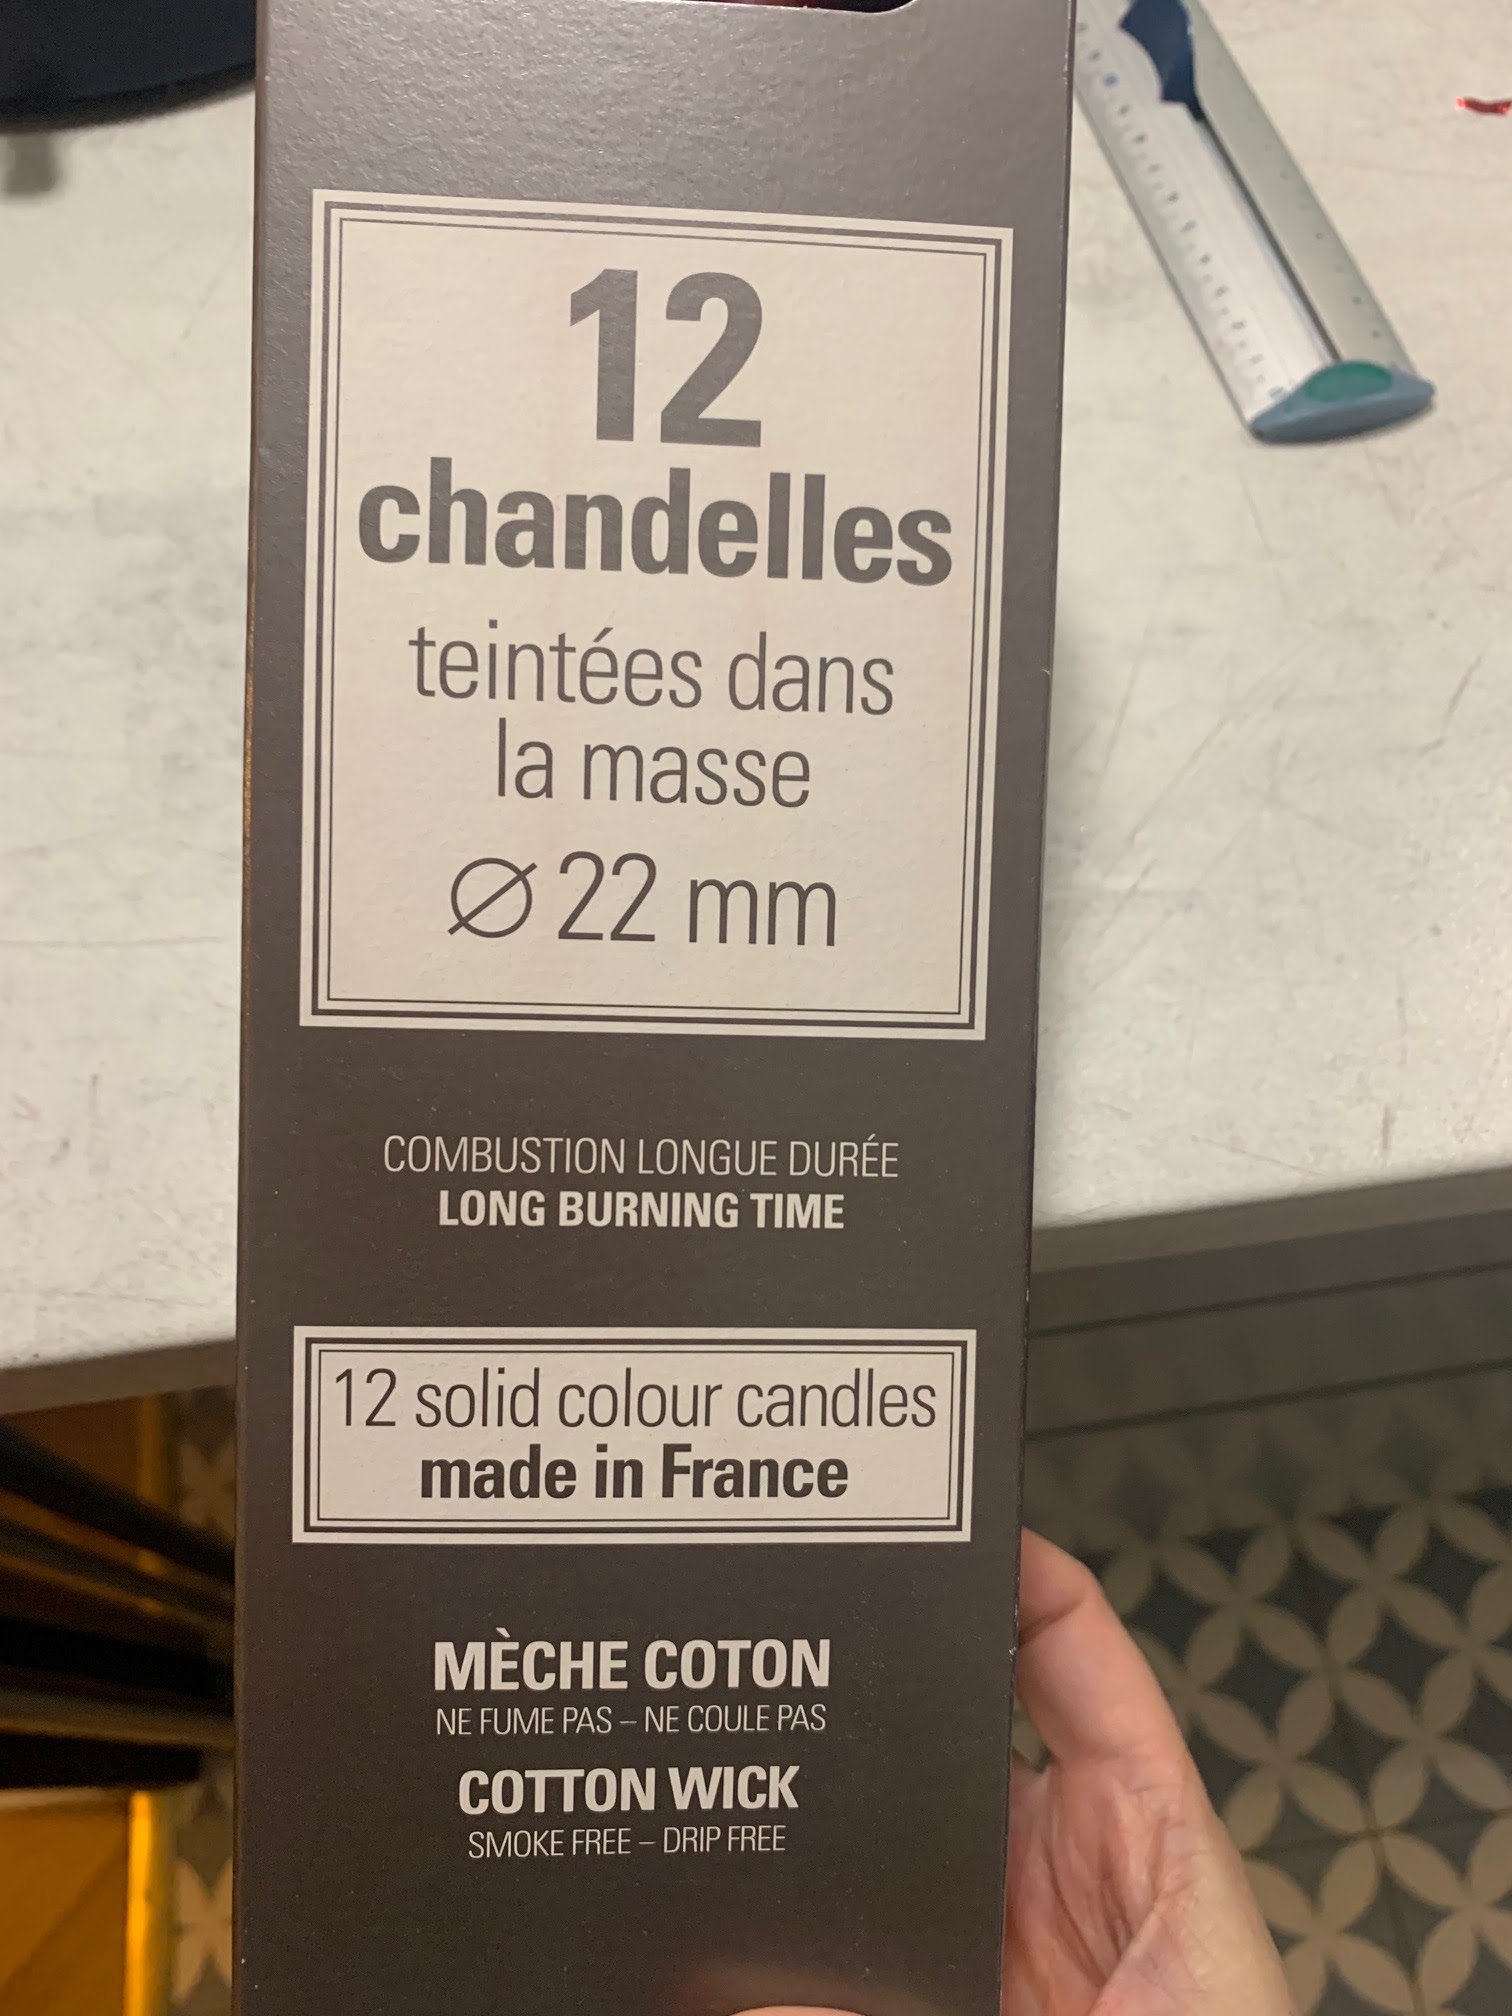 12
chandelles
teintées dans
la masse
Ø 22 mm
COMBUSTION LONGUE DURÉE
LONG BURNING TIME
12 solid colour candles
made in France
MÈCHE COTON
NE FUME PAS – NE COULE PAS
COTTON WICK
SMOKE FREE – DRIP FREE